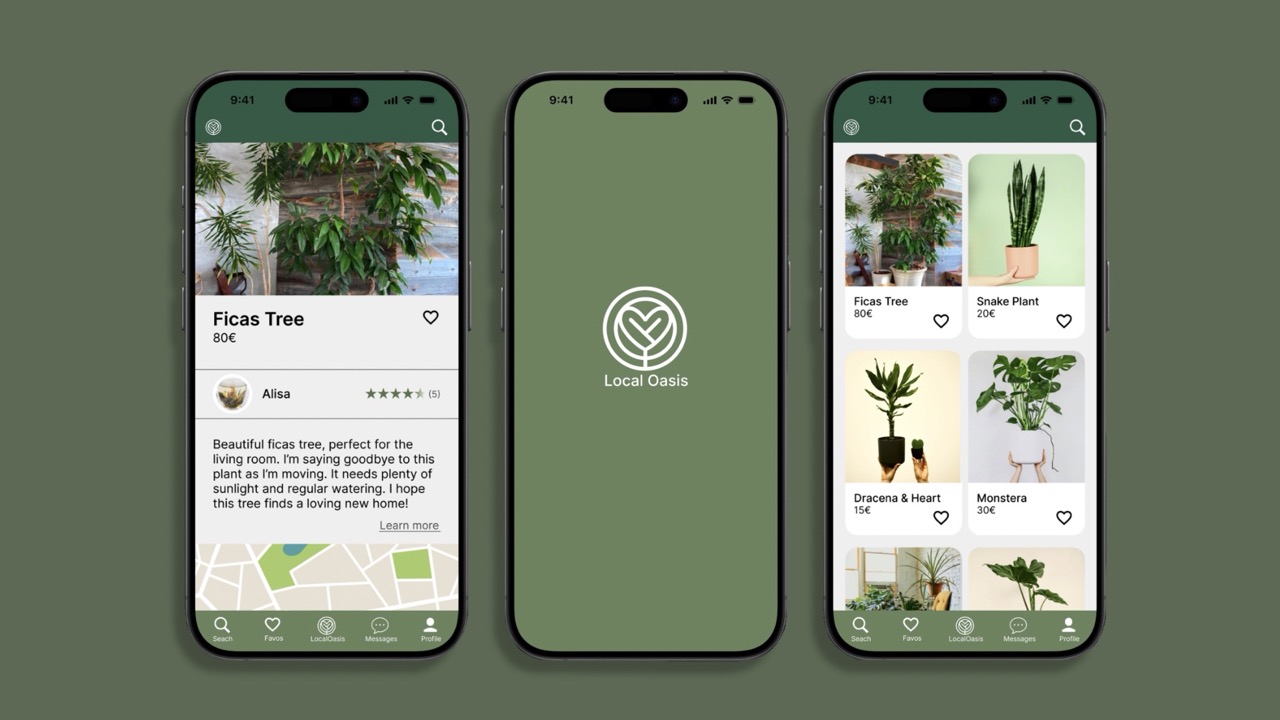 9:41
Ficas Tree
80€
Alisa
(5)
Beautiful ficas tree, perfect for the
living room. I'm saying goodbye to this
plant as I'm moving. It needs plenty of
sunlight and regular watering. I hope
this tree finds a loving new home!
Learn more
Seach
Favos
LocalOasis
Messages
Profile
9:41
Local Oasis
9:41
Ficas Tree
80€
Snake Plant
20€
Dracena & Heart
15€
Monstera
30€
Seach
Favos
LocalOasis
Messages
Profile